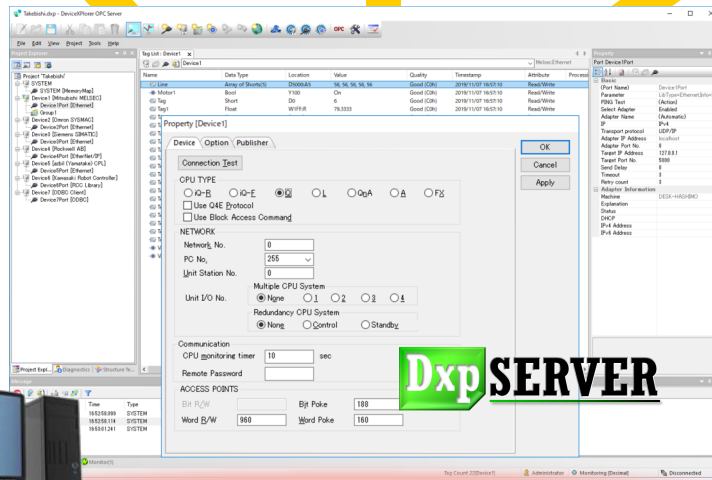 Takebishi.dxp - DeviceXPlorer OPC Server
OPC
File Edit View Project Tools Help
Project Explorer
Tag List : Device1
Property
Device1
Melsec:Ethernet
Port Device1Port
Project 'Takebishi'
SYSTEM
SYSTEM [MemoryMap]
Device1 [Mitsubishi MELSEC]
Device1Port [Ethernet]
Group1
Device2 [Omron SYSMAC]
Device2Port [Ethernet]
Device3 [Siemens SIMATIC]
Device3Port [Ethernet]
Device4 [Rockwell AB]
Device4Port [EtherNet/IP]
Device5 [azbil (Yamatake) CPL]
Device5Port [Ethernet]
Device6 [Kawasaki Robot Controller]
Device6Port [RCC Library]
Device7 [ODBC Client]
Device7Port [ODBC]
Name Data Type Location Value Quality Timestamp Attribute Process
Line Array of Shorts(5) D5000:A5 56, 56, 56, 56, 56 Good (C0h) 2019/11/07 16:57:10 Read/Write
Motor1 Bool Y100 On Good (C0h) 2019/11/07 16:57:10 Read/Write
Tag Short D0 6 Good (C0h) 2019/11/07 16:57:10 Read/Write
Tag1 Float W1FF:R 79.3333 Good (C0h) 2019/11/07 16:57:10 Read/Write
Property [Device1]
Device Option Publisher
Connection Test
OK
Cancel
Apply
CPU TYPE
iQ-R iQ-F Q L QnA A FX
Use Q4E Protocol
Use Block Access Command
NETWORK
Network No. 0
PC No, 255
Unit Station No. 0
Multiple CPU System
Unit I/O No. None 1 2 3 4
Redundancy CPU System
None Control Standby
Communication
CPU monitoring timer 10 sec
Remote Password
ACCESS POINTS
Bit R/W Bit Poke 188
Word R/W 960 Word Poke 160
Basic
(Port Name) Device1Port
Parameter
PING Test (Action)
Select Adapter Enabled
Adapter Name (Automatic)
IP IPv4
Transport protocol UDP/IP
Adapter IP Address localhost
Adapter Port No. 0
Target IP Address 127.0.0.1
Target Port No. 5000
Send Delay 0
Timeout 3
Retry count 3
Adapter Information
Machine DESK-HASHIMO
Explanation
Status
DHCP
IPv4 Address
IPv6 Address
Dxp SERVER
Project Expl... Diagnostics Structure Te...
Message
Time Type
16:52:58.099 SYSTEM
16:52:58.114 SYSTEM
16:53:01.241 SYSTEM
Monitor(S)
Tag Count 22[Device1] Administrator Monitoring [Decimal] Disconnected